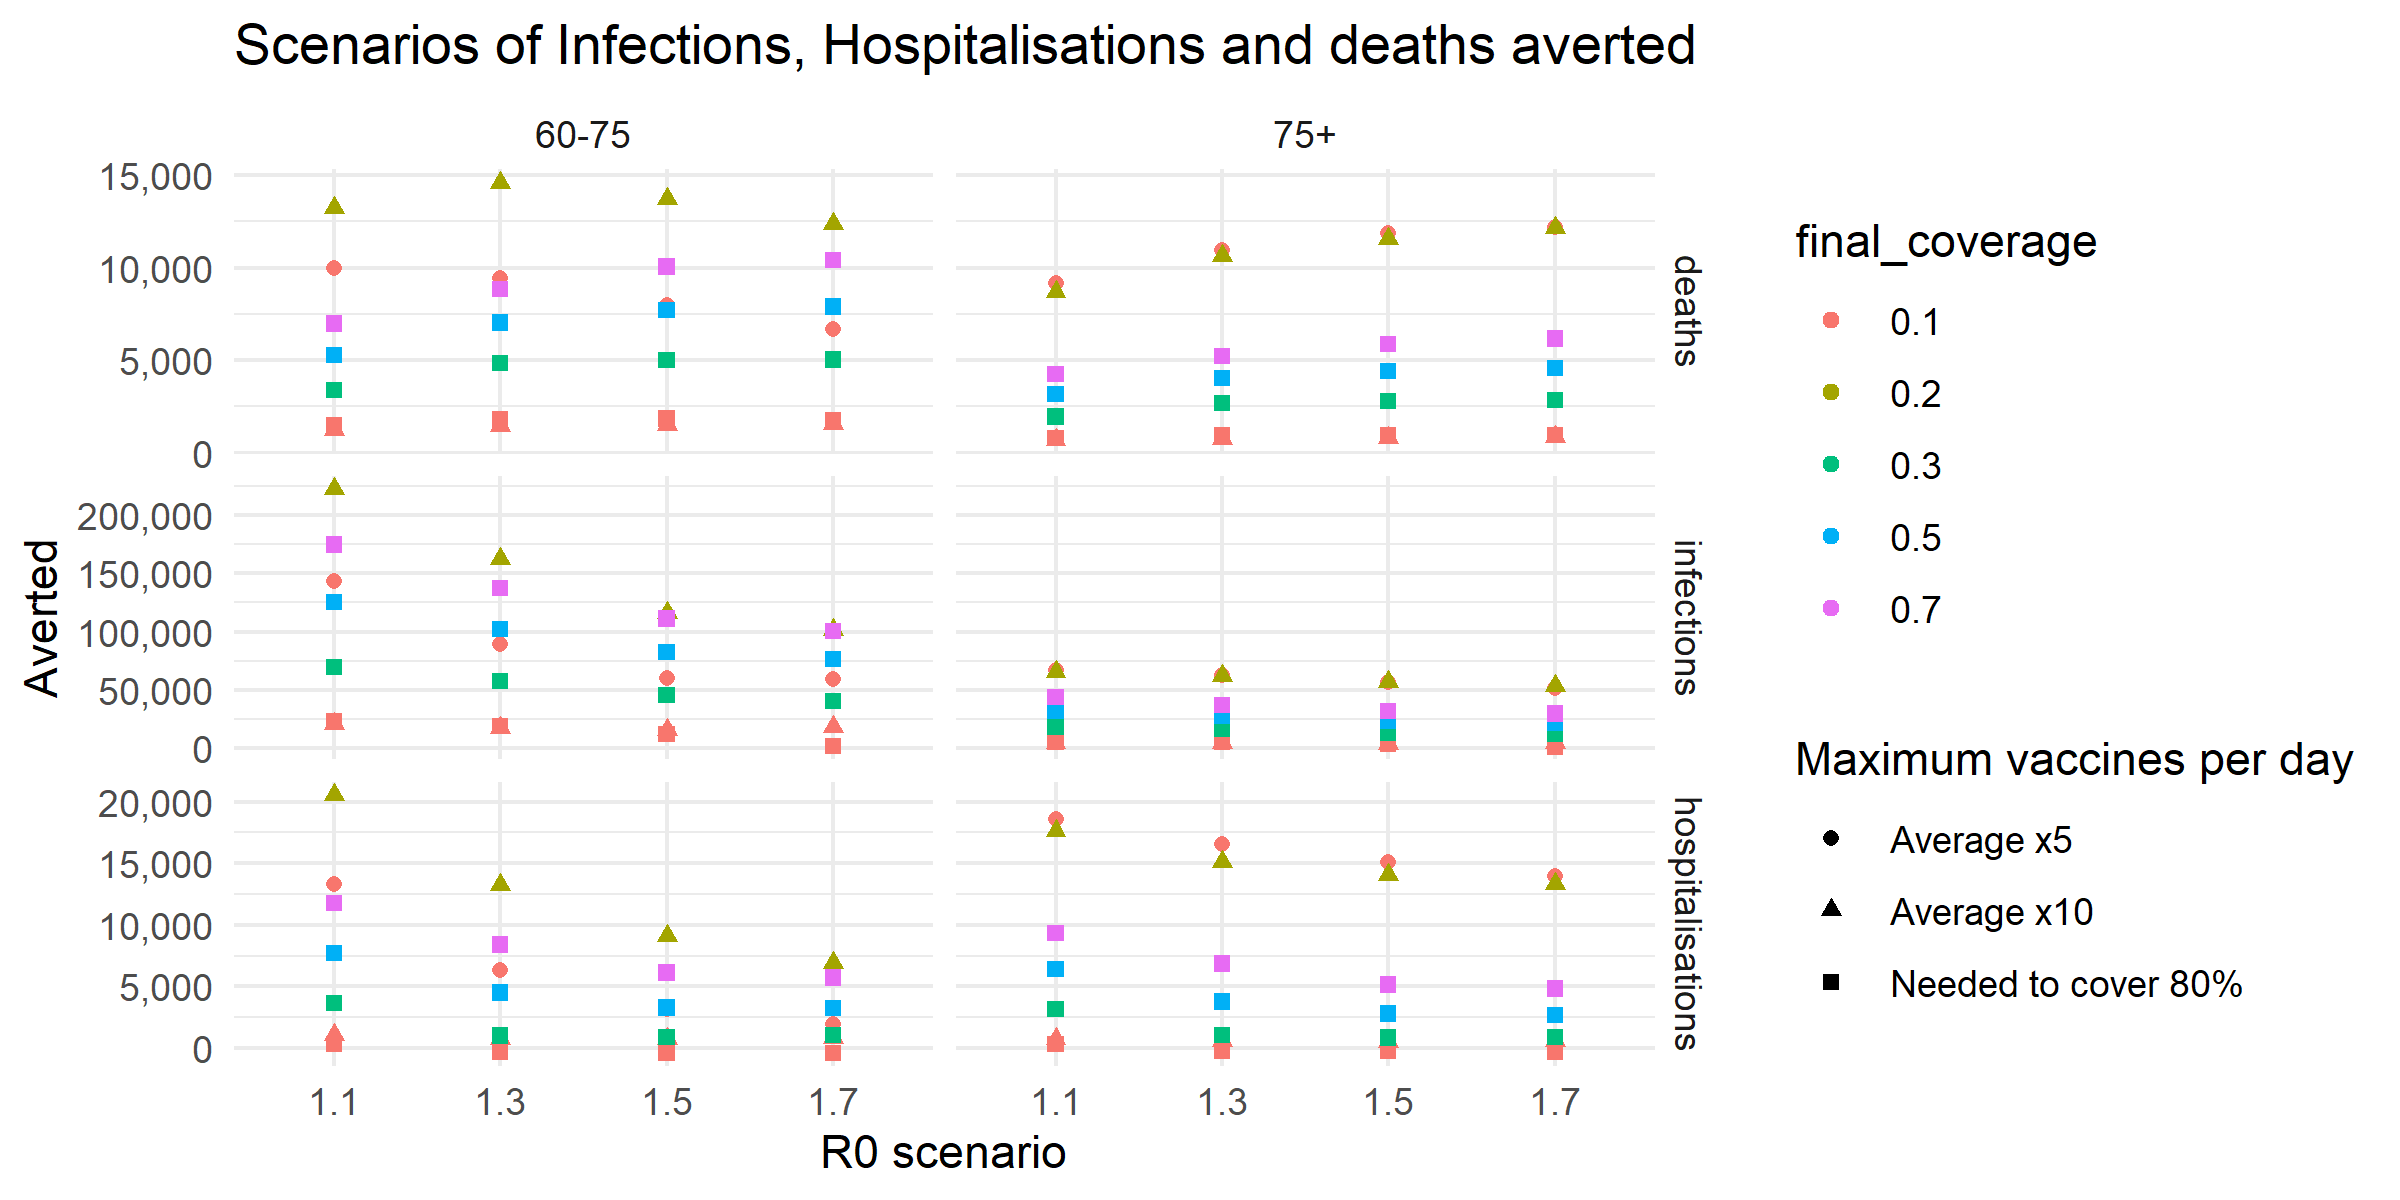 Scenarios of Infections, Hospitalisations and deaths averted
60-75
75+
15,000
10,000
5,000
0
deaths
200,000
150,000
100,000
50,000
0
infections
20,000
15,000
10,000
5,000
0
hospitalisations
Averted
1.1
1.3
1.5
1.7
1.1
1.3
1.5
1.7
R0 scenario
final_coverage
0.1
0.2
0.3
0.5
0.7
Maximum vaccines per day
Average x5
Average x10
Needed to cover 80%